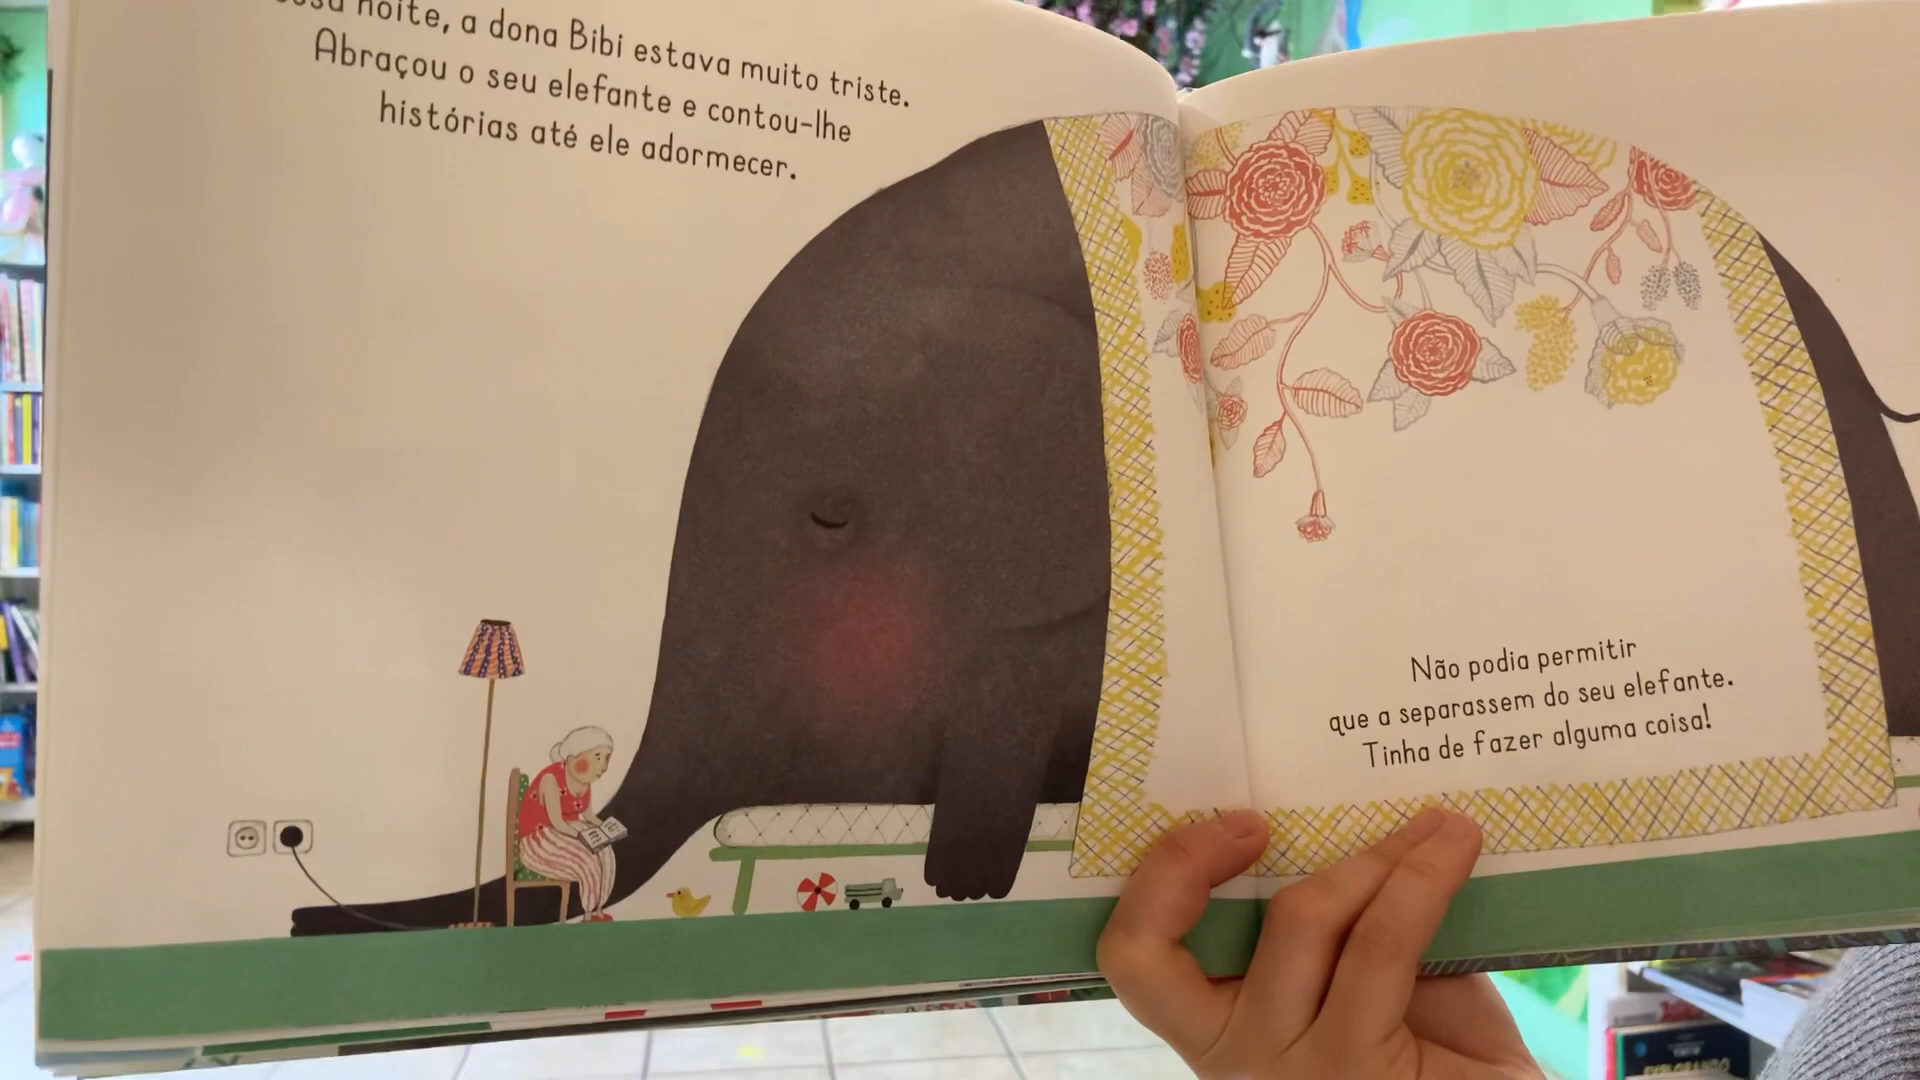 noite, a dona Bibi estava muito triste.
Abraçou o seu elefante e contou-lhe
histórias até ele adormecer.
Não podia permitir
que a separassem do seu elefante.
Tinha de fazer alguma coisa!